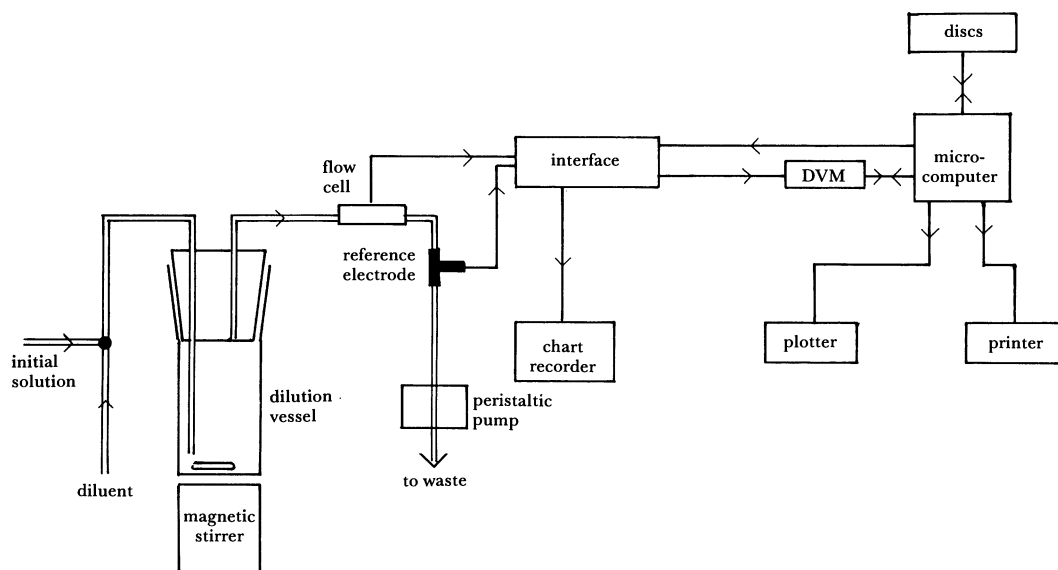 discs
flow
cell
interface
DVM
micro-
computer
reference
electrode
initial
solution
dilution
vessel
chart
recorder
plotter
printer
peristaltic
pump
diluent
to waste
magnetic
stirrer